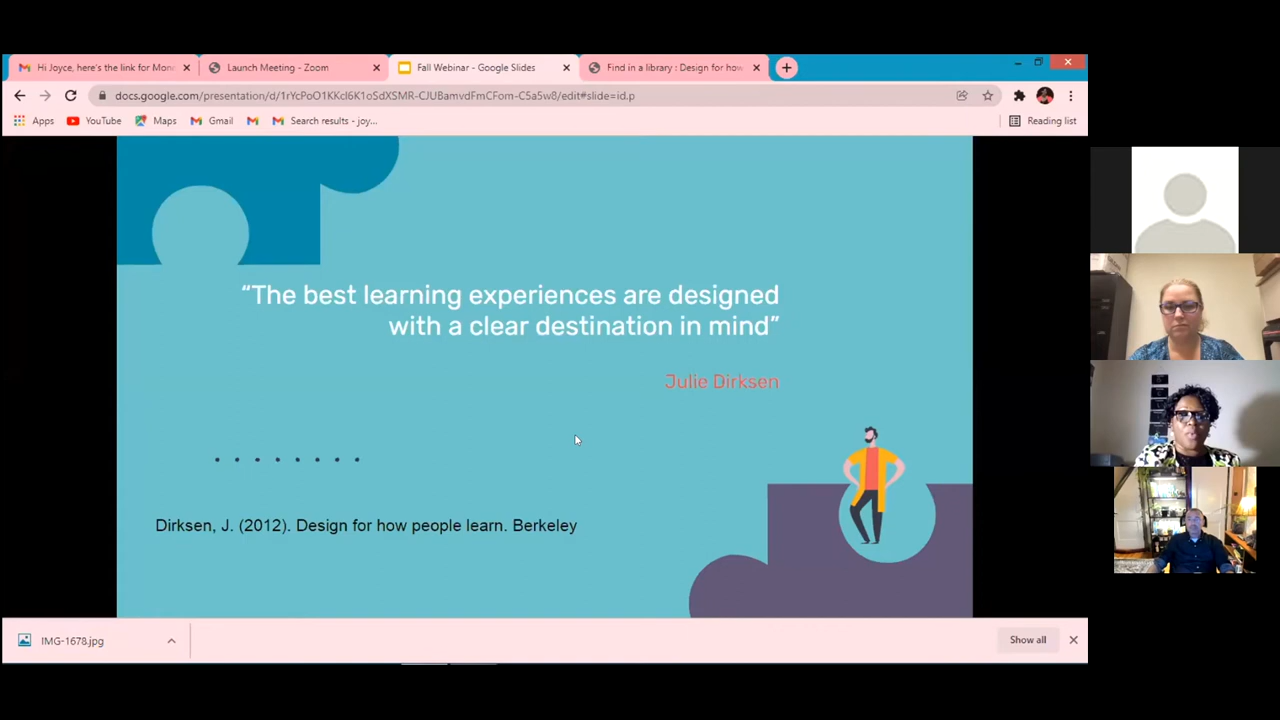 Hi Joyce, here's the link for Mon
Launch Meeting - Zoom
Fall Webinar - Google Slides
Find in a library : Design for how
docs.google.com/presentation/d/1rYcPoO1KKcI6K1oSdXSMR-CJUBamvdFmCFom-C5a5w8/edit#slide=id.p
Apps
YouTube
Maps
Gmail
Search results - joy...
Reading list
“The best learning experiences are designed
with a clear destination in mind”
Julie Dirksen
Dirksen, J. (2012). Design for how people learn. Berkeley
IMG-1678.jpg
Show all